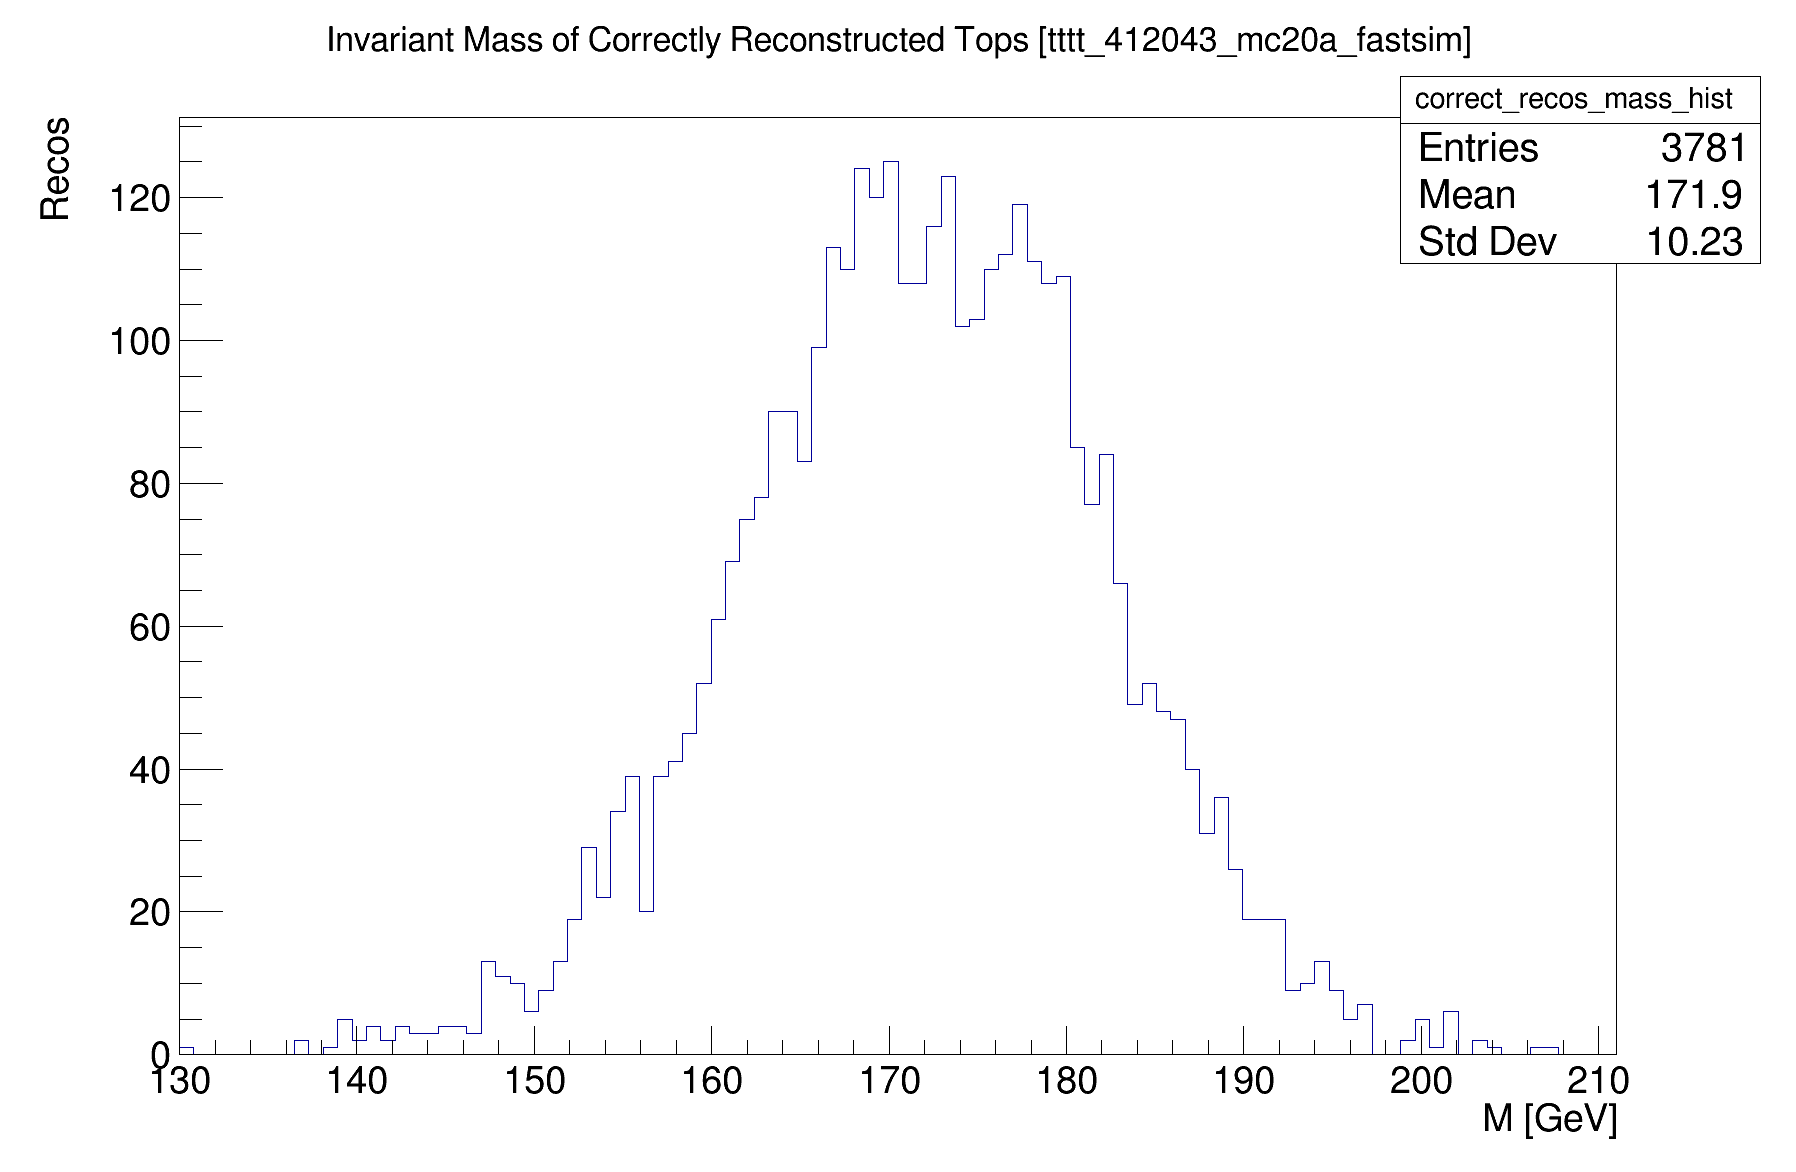 Invariant Mass of Correctly Reconstructed Tops [tttt_412043_mc20a_fastsim]
correct_recos_mass_hist
Entries 3781
Mean 171.9
Std Dev 10.23
Recos
120
100
80
60
40
20
0
130 140 150 160 170 180 190 200 210
M [GeV]